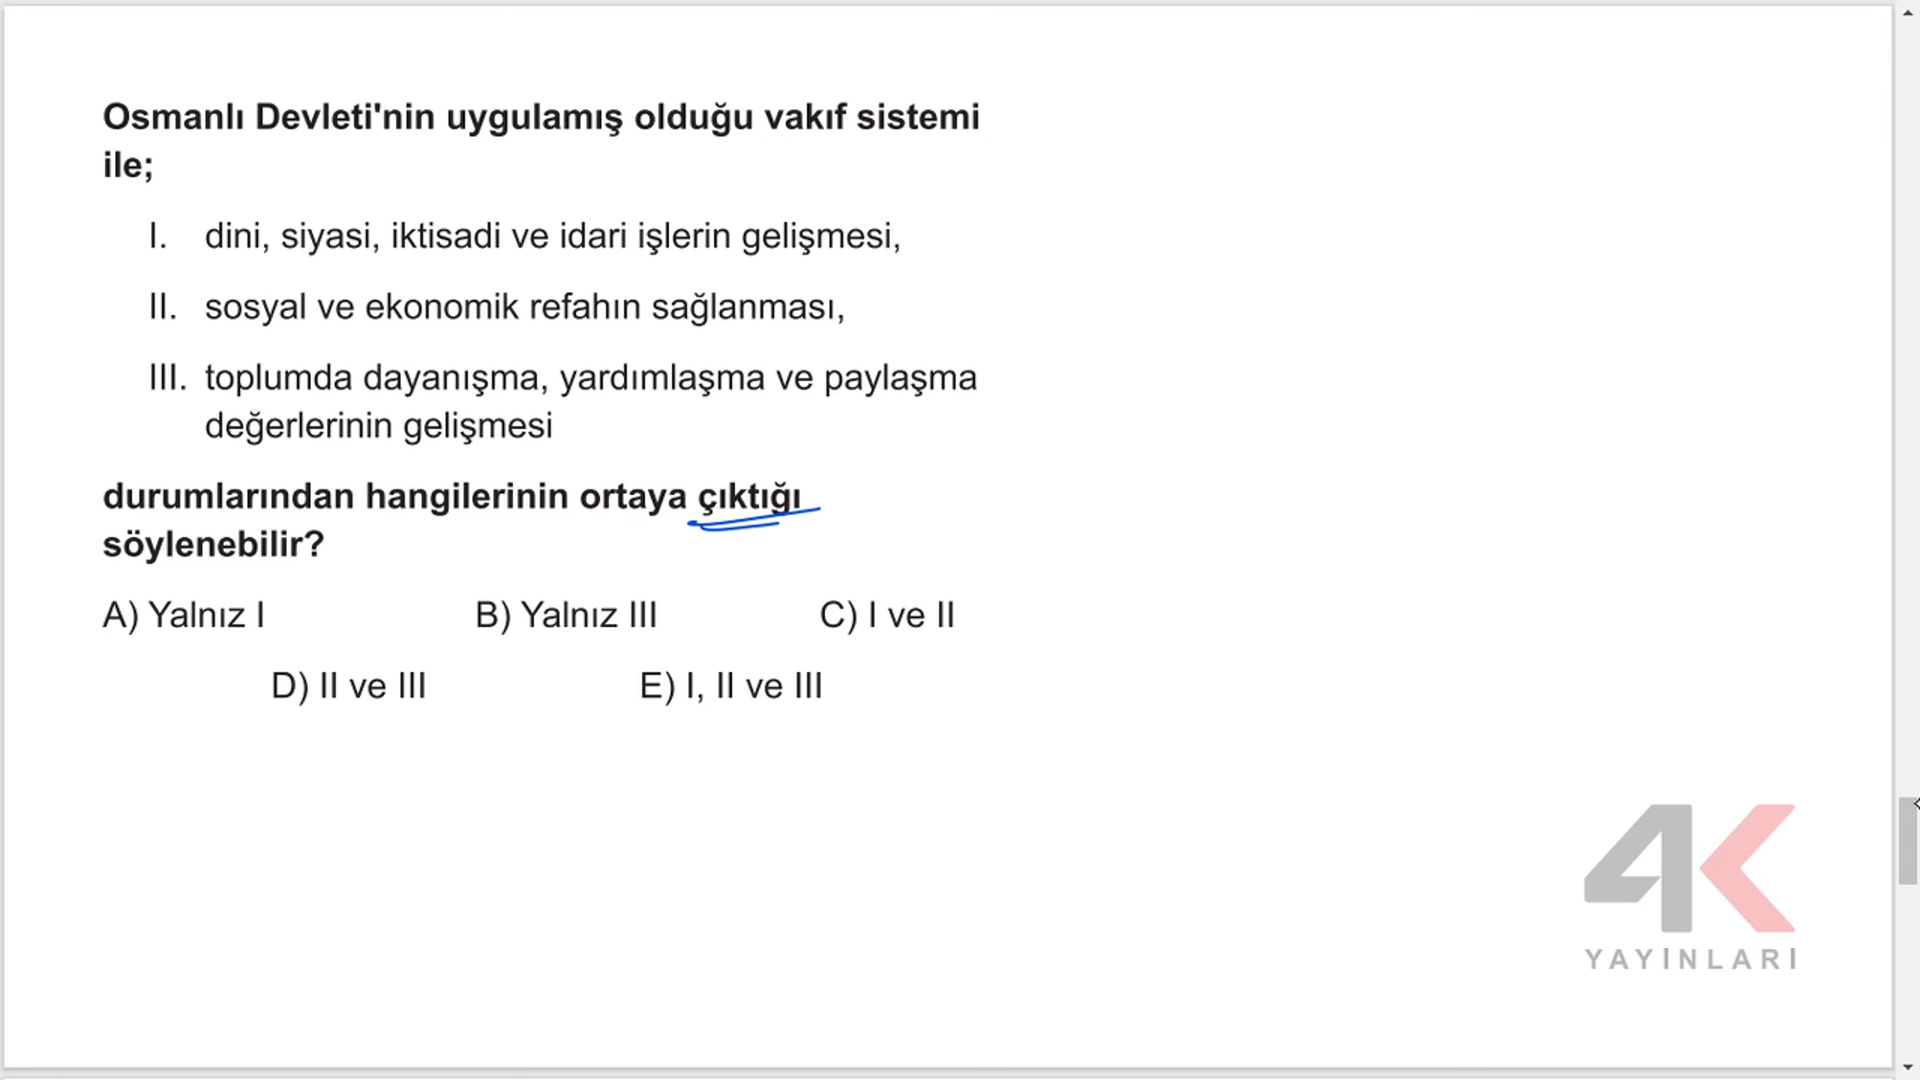 Osmanlı Devleti'nin uygulamış olduğu vakıf sistemi
ile;
I. dini, siyasi, iktisadi ve idari işlerin gelişmesi,
II. sosyal ve ekonomik refahın sağlanması,
III. toplumda dayanışma, yardımlaşma ve paylaşma
değerlerinin gelişmesi
durumlarından hangilerinin ortaya çıktığı
söylenebilir?
A) Yalnız I B) Yalnız III C) I ve II
D) II ve III E) I, II ve III
4K
YAYINLARI